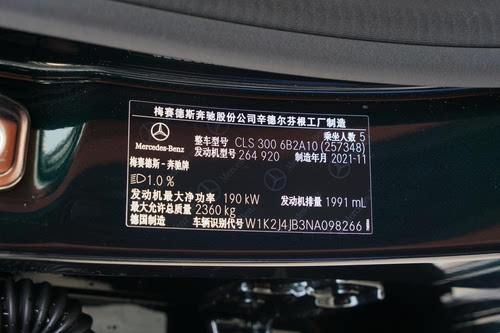 梅赛德斯奔驰股份公司辛德尔芬根工厂制造
乘坐人数 5
Mercedes-Benz
整车型号 CLS 300 6B2A10 (257348)
发动机型号 264 920 制造年月 2021-11
梅赛德斯-奔驰牌
1.0 %
发动机最大净功率 190 kW 发动机排量 1991 mL
最大允许总质量 2360 kg
德国制造 车辆识别代号 W1K2J4JB3NA098266